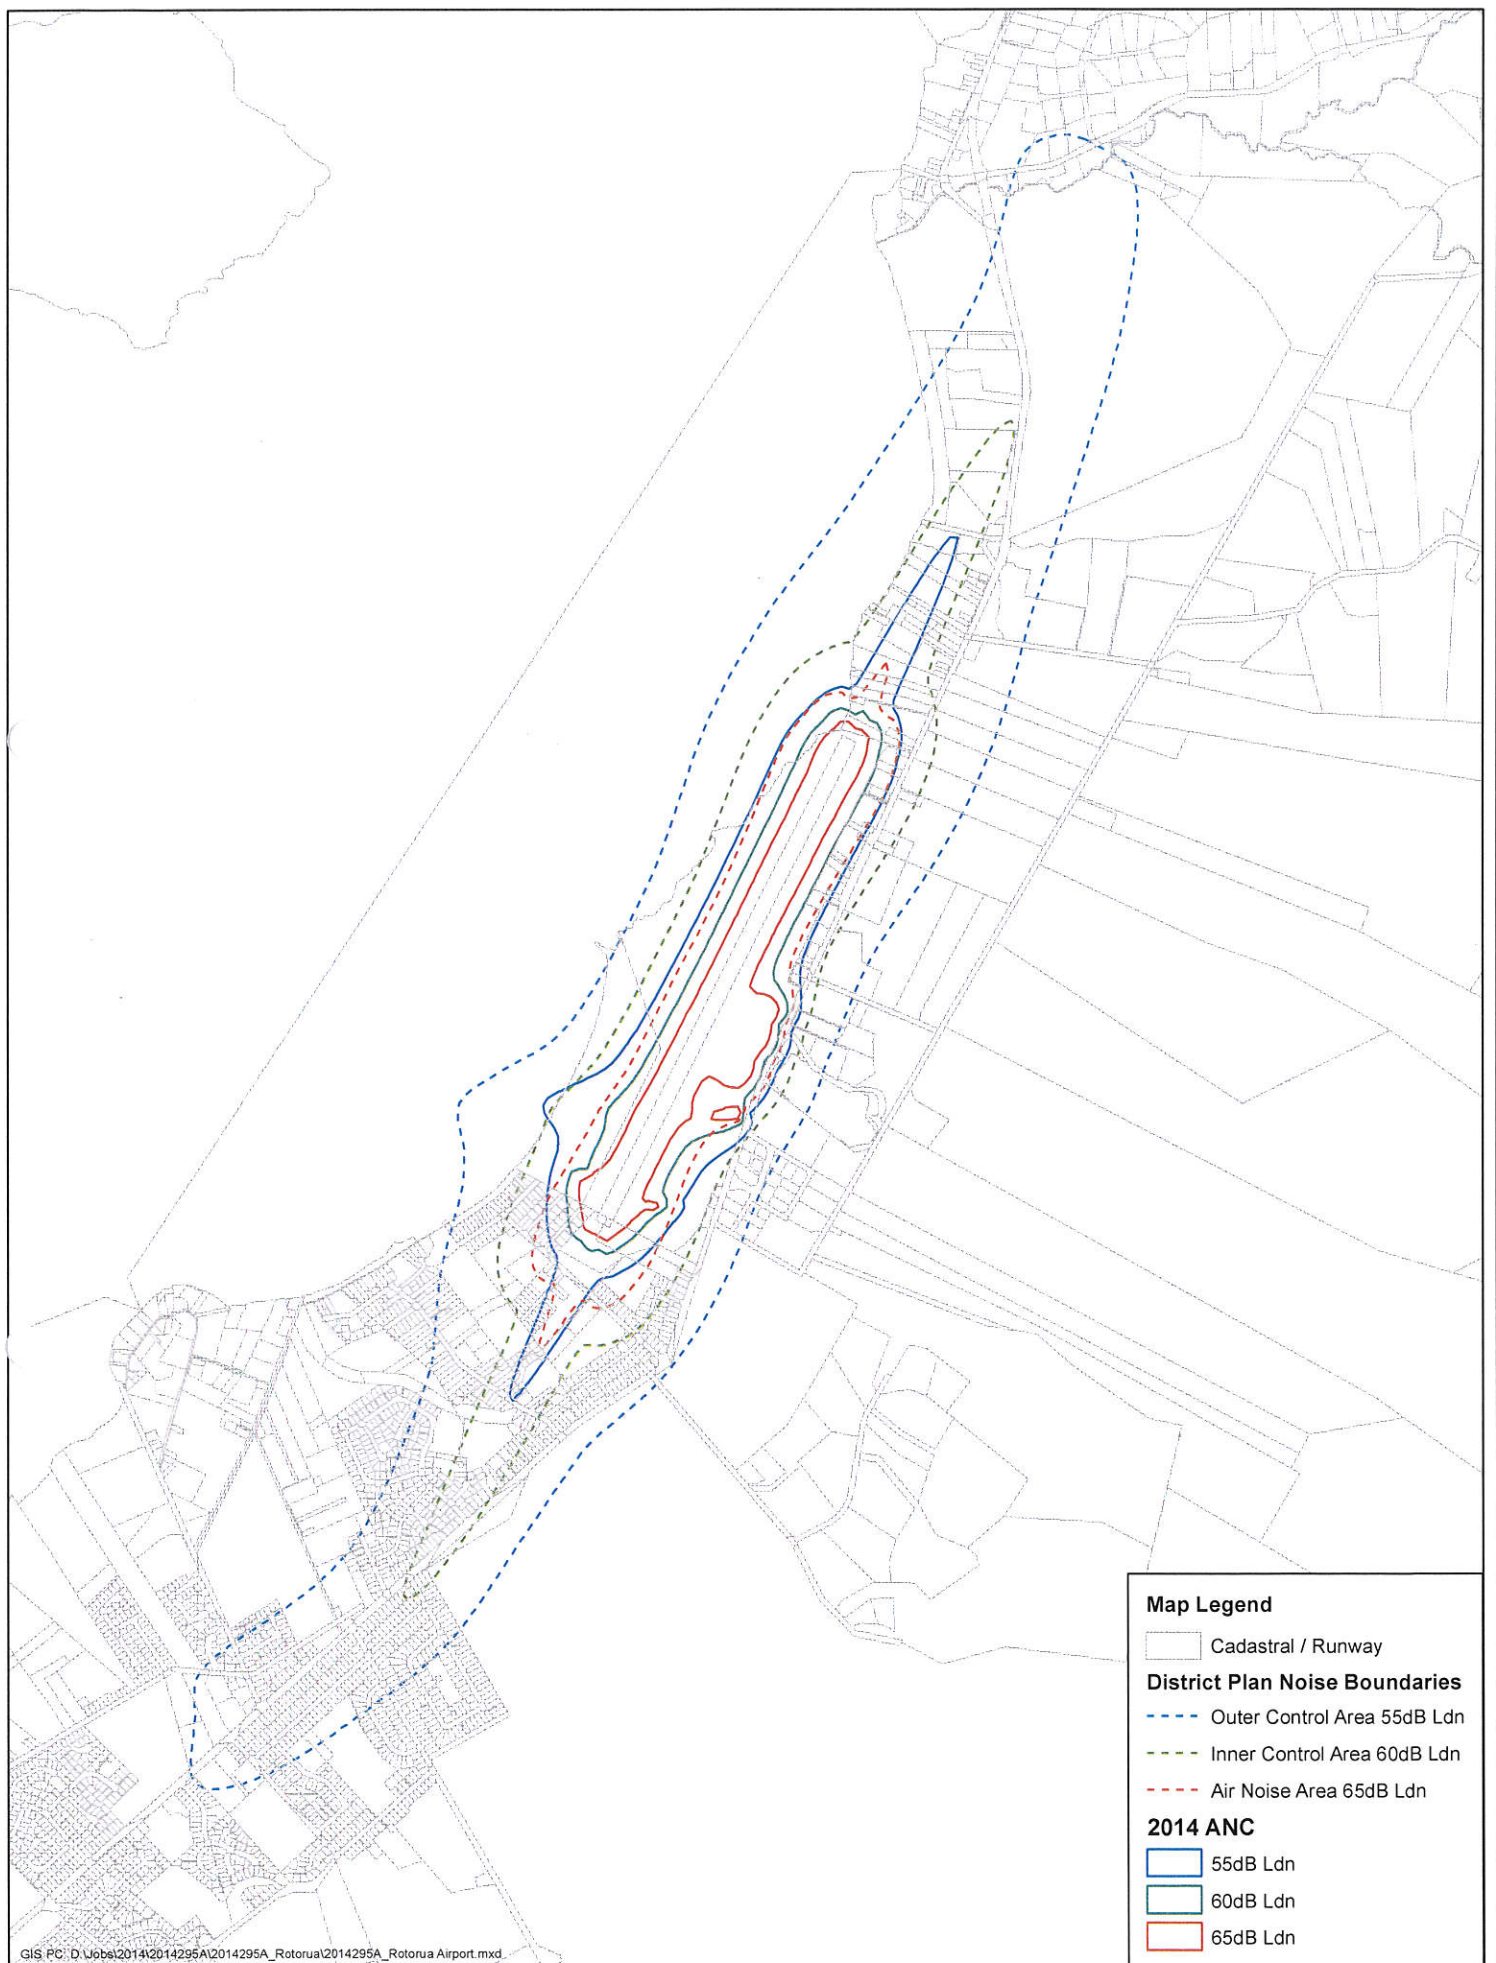 Map Legend
Cadastral / Runway
District Plan Noise Boundaries
Outer Control Area 55dB Ldn
Inner Control Area 60dB Ldn
Air Noise Area 65dB Ldn
2014 ANC
55dB Ldn
60dB Ldn
65dB Ldn
GIS PC: D:\Jobs\2014\2014295A\2014295A_Rotorua\2014295A_Rotorua Airport.mxd